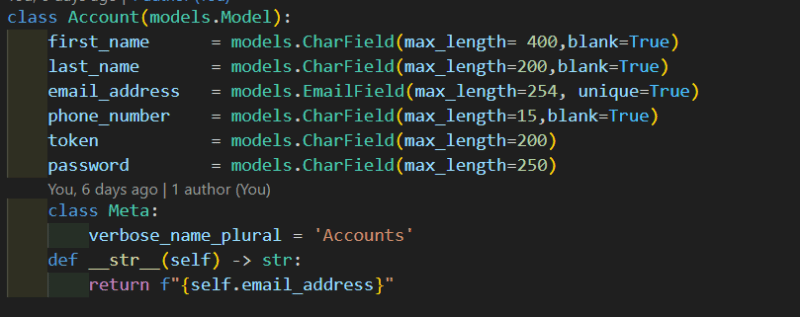 class Account(models.Model):
first_name = models.CharField(max_length= 400,blank=True)
last_name = models.CharField(max_length=200,blank=True)
email_address = models.EmailField(max_length=254, unique=True)
phone_number = models.CharField(max_length=15,blank=True)
token = models.CharField(max_length=200)
password = models.CharField(max_length=250)
You, 6 days ago | 1 author (You)
class Meta:
verbose_name_plural = 'Accounts'
def __str__(self) -> str:
return f"{self.email_address}"